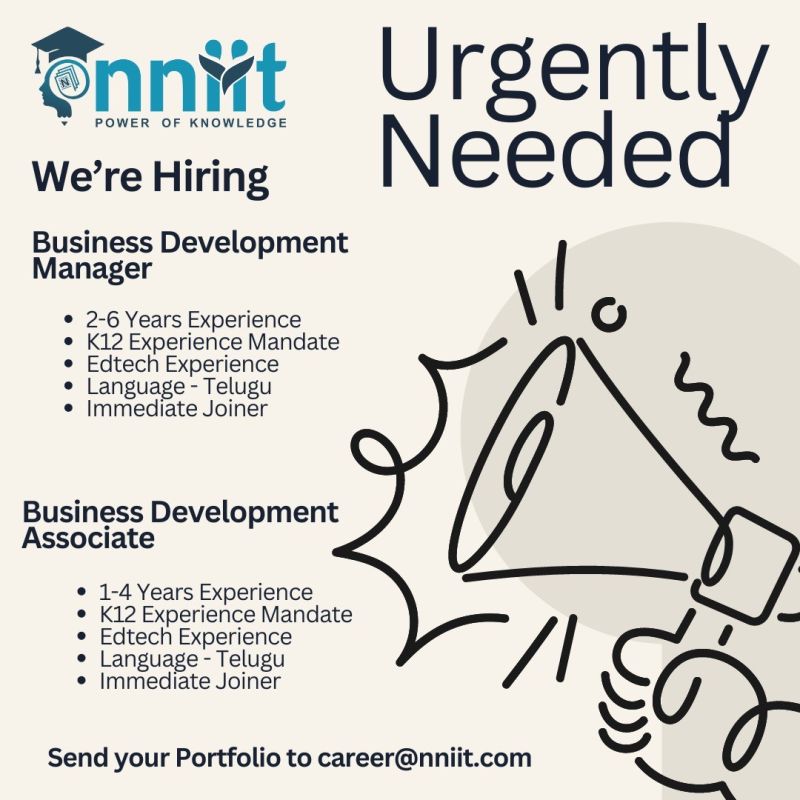 nniit
POWER OF KNOWLEDGE
Urgently
Needed
We're Hiring
Business Development
Manager
• 2-6 Years Experience
• K12 Experience Mandate
• Edtech Experience
• Language - Telugu
• Immediate Joiner
Business Development
Associate
• 1-4 Years Experience
• K12 Experience Mandate
• Edtech Experience
• Language - Telugu
• Immediate Joiner
Send your Portfolio to career@nniit.com